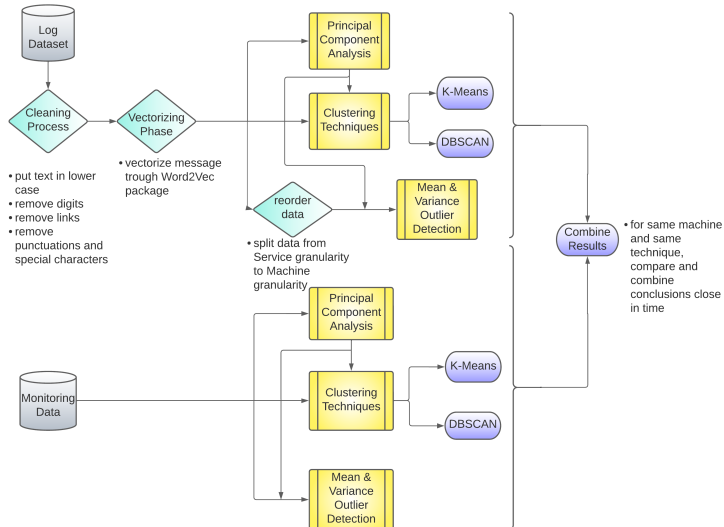 Log
Dataset
Cleaning
Process
• put text in lower
case
• remove digits
• remove links
• remove
punctuations and
special characters
Vectorizing
Phase
• vectorize message
trough Word2Vec
package
Principal
Component
Analysis
Clustering
Techniques
K-Means
DBSCAN
reorder
data
• split data from
Service granularity
to Machine
granularity
Mean &
Variance
Outlier
Detection
Combine
Results
• for same machine
and same
technique,
compare and
combine
conclusions close
in time
Monitoring
Data
Principal
Component
Analysis
Clustering
Techniques
K-Means
DBSCAN
Mean &
Variance
Outlier
Detection